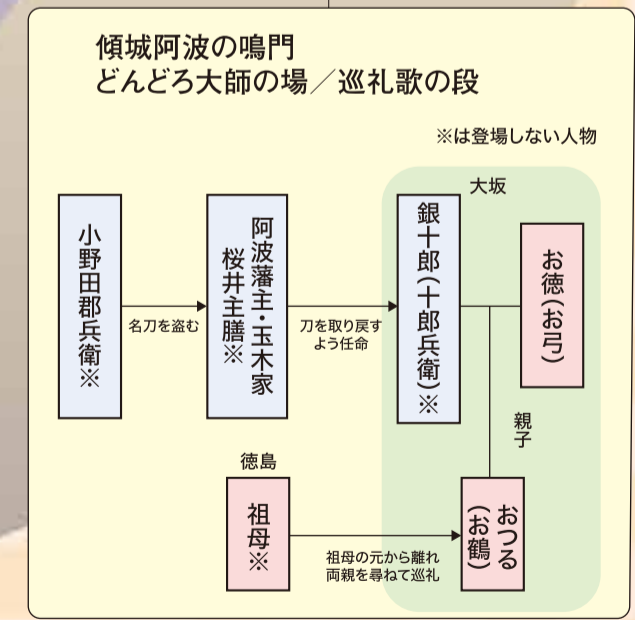 傾城阿波の鳴門
どんどろ大師の場／巡礼歌の段
※は登場しない人物
大坂
小野田郡兵衛※
名刀を盗む
阿波藩主・玉木家
桜井主膳※
刀を取り戻す
よう任命
銀十郎(十郎兵衛)※
お徳(お弓)
親子
徳島
祖母※
祖母の元から離れ
両親を尋ねて巡礼
おつる
(お鶴)